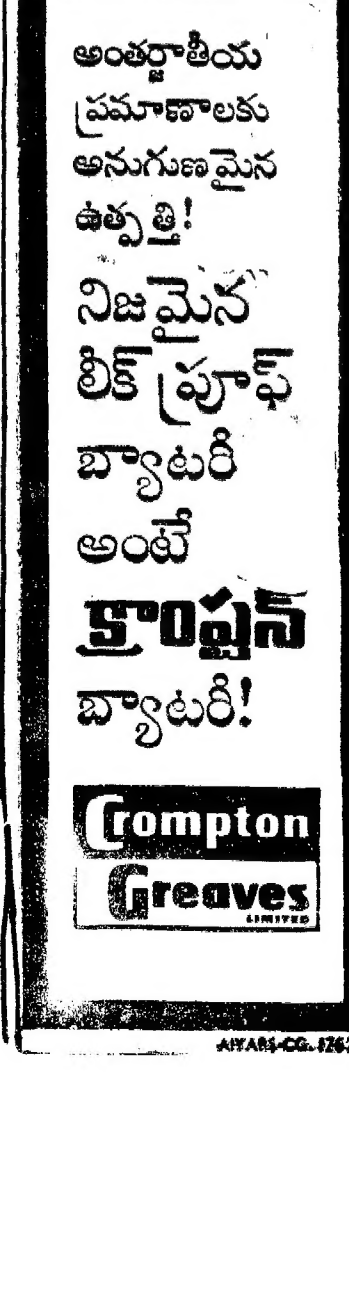 అంతర్జాతీయ
ప్రమాణాలకు
అనుగుణమైన
ఉత్పత్తి!
నిజమైన
లీక్ ప్రూఫ్
బ్యాటరీ
అంటే
క్రాంప్టన్
బ్యాటరీ!
Crompton
Greaves
LIMITED